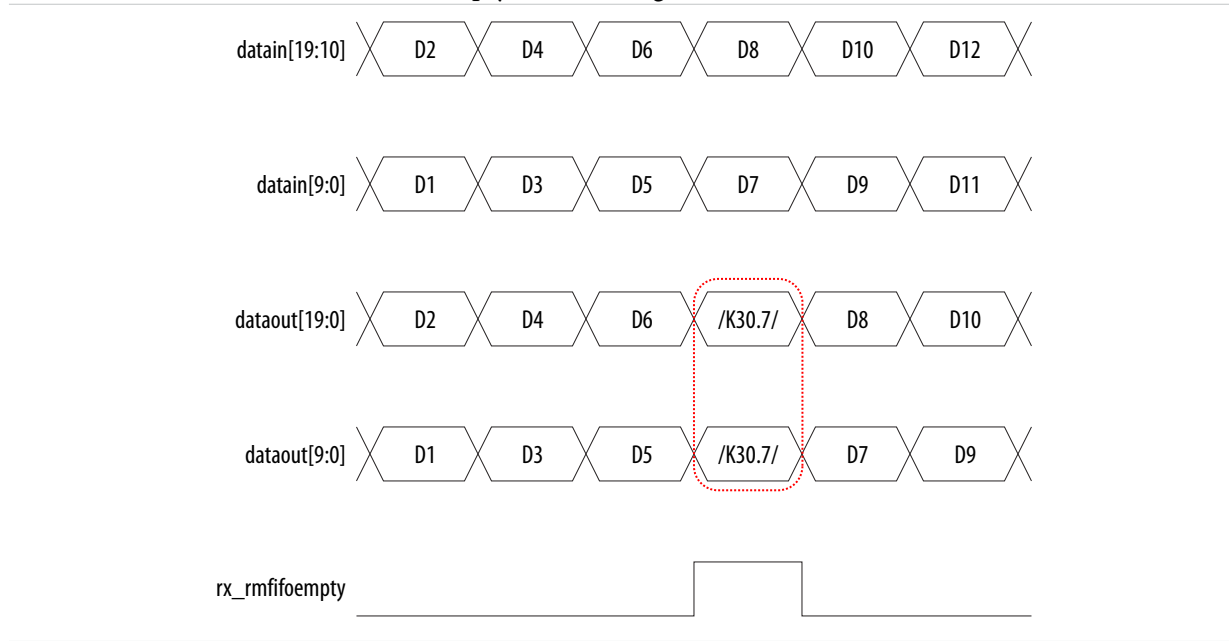 datain[19:10] D2 D4 D6 D8 D10 D12
datain[9:0] D1 D3 D5 D7 D9 D11
dataout[19:0] D2 D4 D6 /K30.7/ D8 D10
dataout[9:0] D1 D3 D5 /K30.7/ D7 D9
rx_rmfifoempty